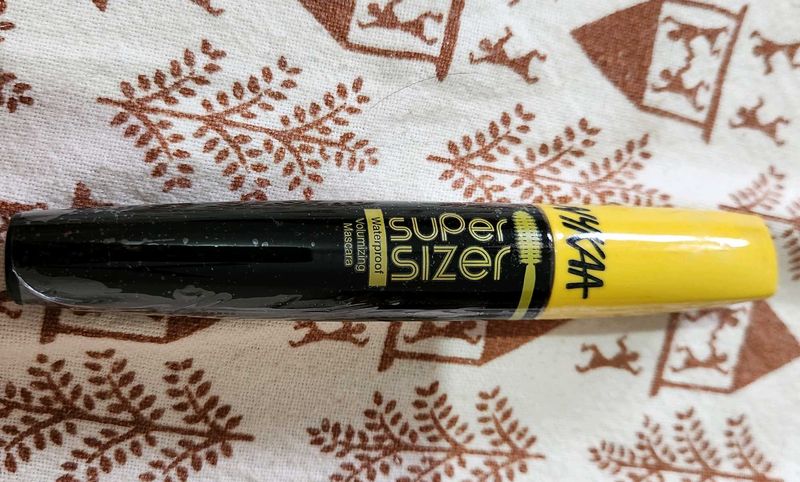 super
sizer
Waterproof
Volumizing
Mascara
NYKAA